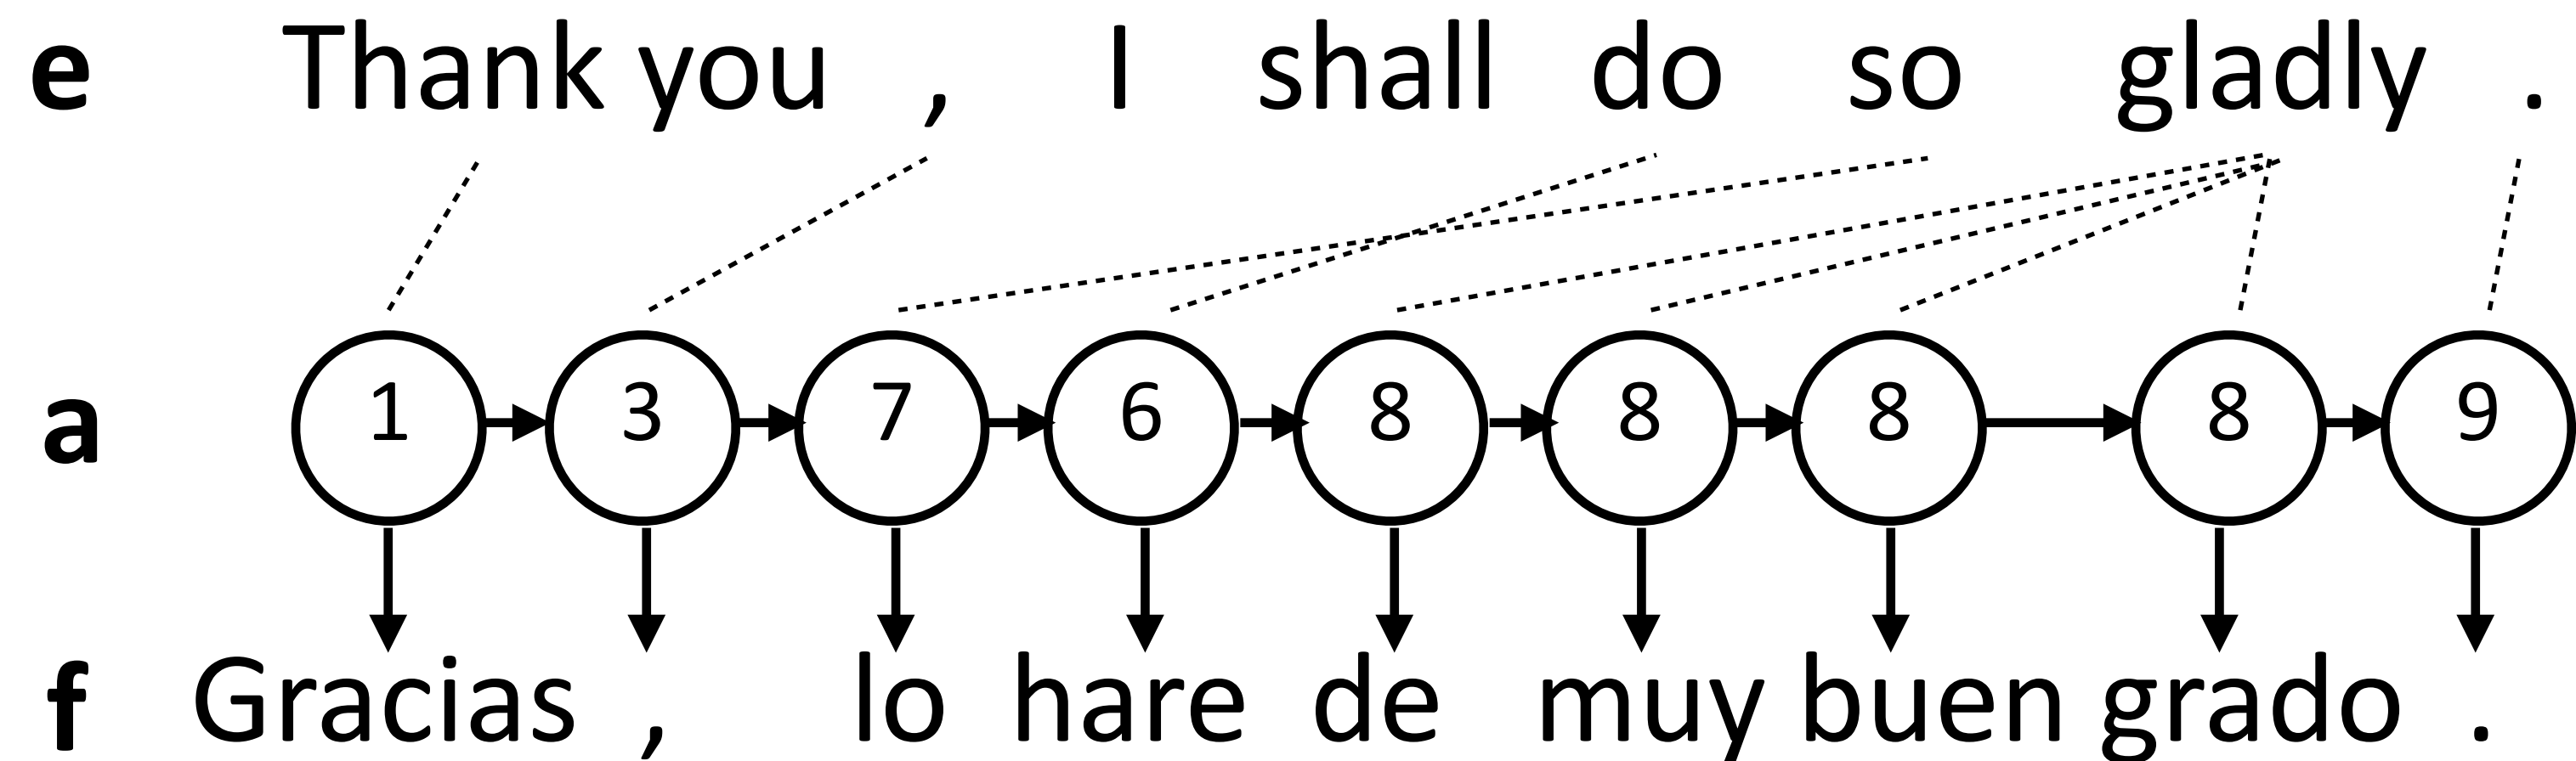 e Thank you , I shall do so gladly .
a 1 3 7 6 8 8 8 8 9
f Gracias , lo hare de muy buen grado .